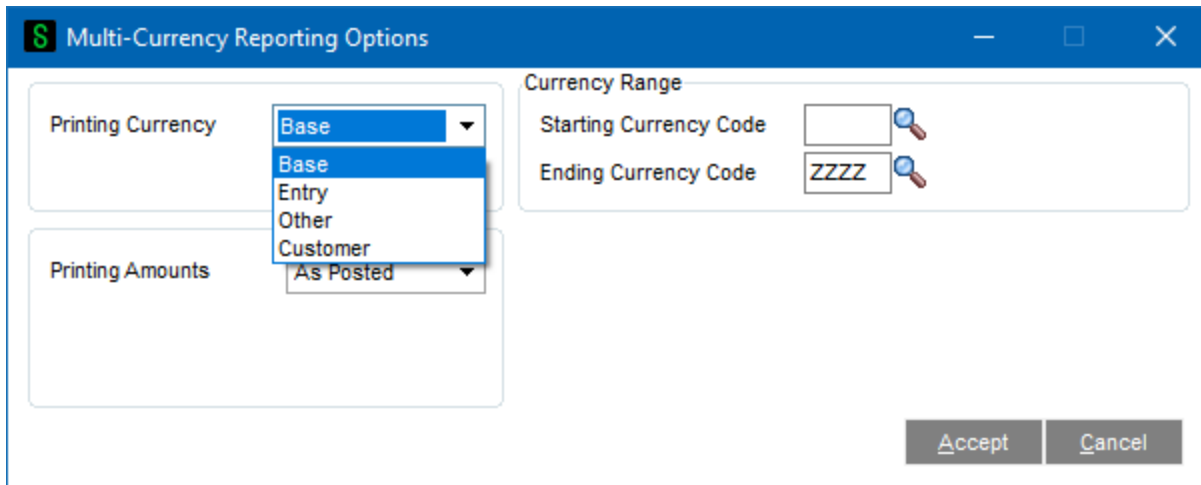 S Multi-Currency Reporting Options
Printing Currency
Base
Base
Entry
Other
Customer
Currency Range
Starting Currency Code
Ending Currency Code ZZZZ
Printing Amounts As Posted
Accept Cancel